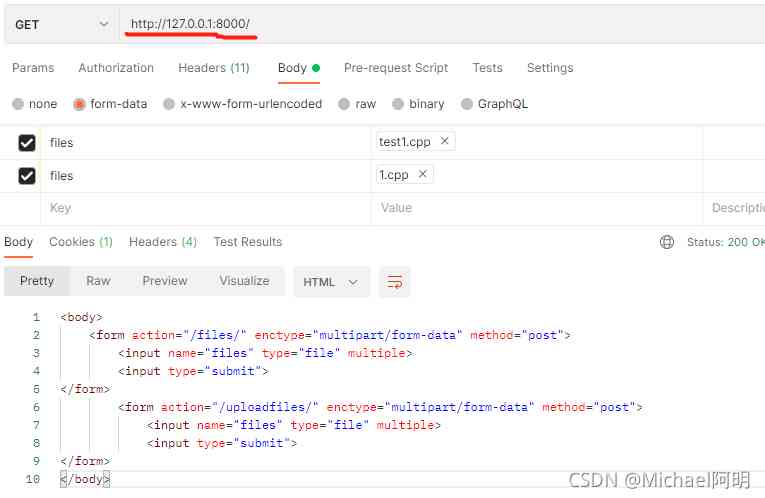 GET http://127.0.0.1:8000/
Params Authorization Headers (11) Body Pre-request Script Tests Settings
none form-data x-www-form-urlencoded raw binary GraphQL
files test1.cpp ×
files 1.cpp ×
Key Value Descripti
Body Cookies (1) Headers (4) Test Results Status: 200 OK
Pretty Raw Preview Visualize HTML
1 <body>
2 <form action="/files/" enctype="multipart/form-data" method="post">
3 <input name="files" type="file" multiple>
4 <input type="submit">
5 </form>
6 <form action="/uploadfiles/" enctype="multipart/form-data" method="post">
7 <input name="files" type="file" multiple>
8 <input type="submit">
9 </form>
10 </body>
CSDN @Michael阿明